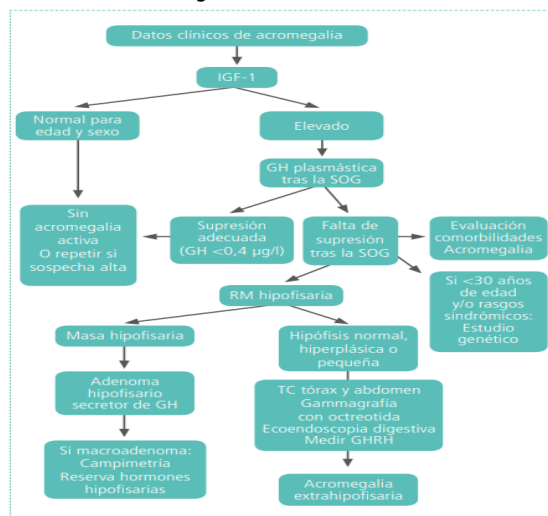 Datos clínicos de acromegalia
IGF-1
Normal para
edad y sexo
Elevado
GH plasmástica
tras la SOG
Sin
acromegalia
activa
O repetir si
sospecha alta
Supresión
adecuada
(GH <0,4 µg/l)
Falta de
supresión
tras la SOG
Evaluación
comorbilidades
Acromegalia
Si <30 años
de edad
y/o rasgos
sindrómicos:
Estudio
genético
RM hipofisaria
Masa hipofisaria
Hipófisis normal,
hiperplásica o
pequeña
Adenoma
hipofisario
secretor de GH
TC tórax y abdomen
Gammagrafía
con octreotida
Ecoendoscopia digestiva
Medir GHRH
Si macroadenoma:
Campimetría
Reserva hormones
hipofisarias
Acromegalia
extrahipofisaria